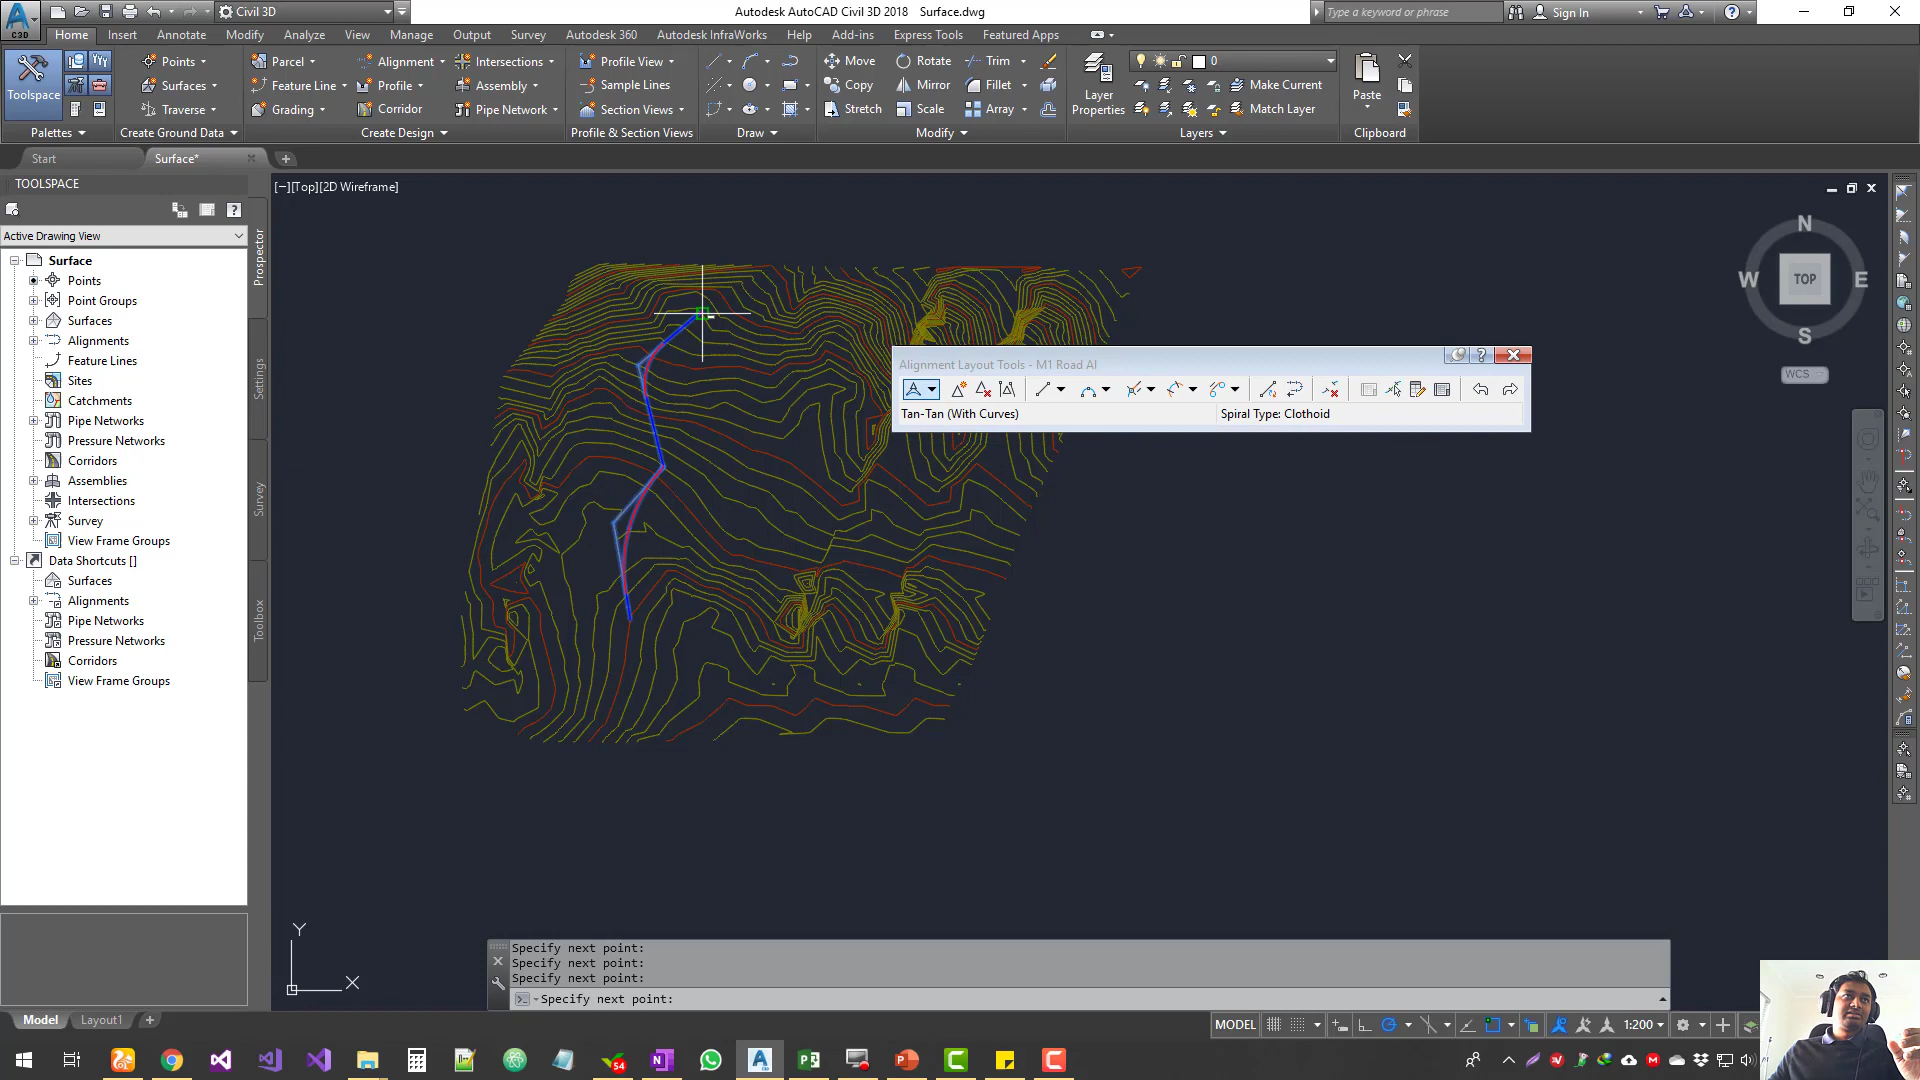 Civil 3D
Autodesk AutoCAD Civil 3D 2018 Surface.dwg
Type a keyword or phrase
Sign In
C3D
Home Insert Annotate Modify Analyze View Manage Output Survey Autodesk 360 Autodesk InfraWorks Help Add-ins Express Tools Featured Apps
Toolspace
Points
Surfaces
Traverse
Parcel
Feature Line
Grading
Alignment
Profile
Corridor
Intersections
Assembly
Pipe Network
Profile View
Sample Lines
Section Views
Move
Copy
Stretch
Rotate
Mirror
Scale
Trim
Fillet
Array
Layer
Properties
0
Make Current
Match Layer
Paste
Palettes
Create Ground Data
Create Design
Profile & Section Views
Draw
Modify
Layers
Clipboard
Start
Surface*
TOOLSPACE
Active Drawing View
Surface
Points
Point Groups
Surfaces
Alignments
Feature Lines
Sites
Catchments
Pipe Networks
Pressure Networks
Corridors
Assemblies
Intersections
Survey
View Frame Groups
Data Shortcuts []
Surfaces
Alignments
Pipe Networks
Pressure Networks
Corridors
View Frame Groups
Prospector
Settings
Survey
Toolbox
[−][Top][2D Wireframe]
N
W
TOP
E
S
WCS
Alignment Layout Tools - M1 Road Al
Tan-Tan (With Curves)
Spiral Type: Clothoid
Y
X
Specify next point:
Specify next point:
Specify next point:
Specify next point:
Model Layout1
MODEL
1:200
54